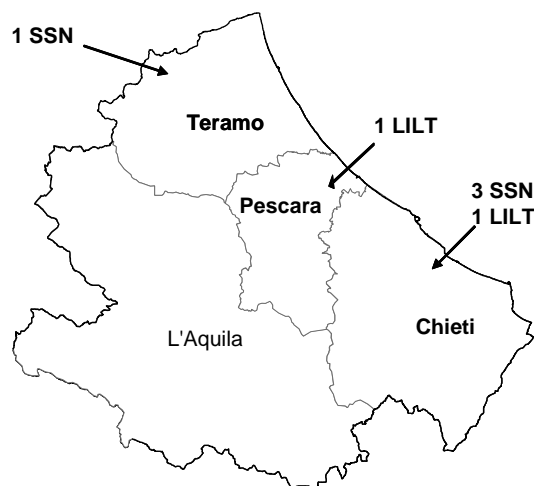 1 SSN
Teramo
1 LILT
Pescara
3 SSN
1 LILT
L'Aquila
Chieti